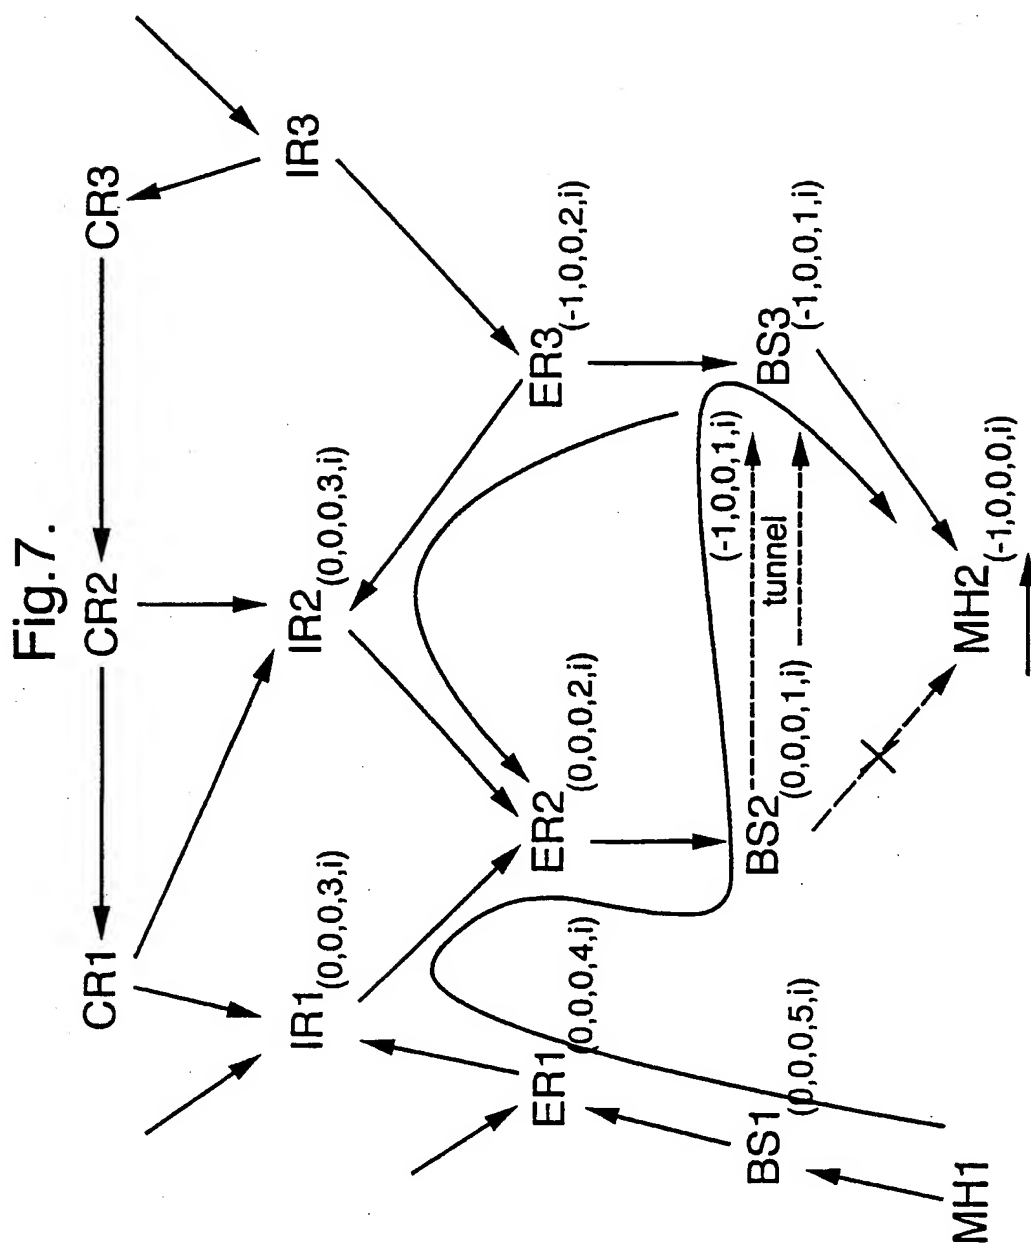 Fig.7.
CR1
CR2
CR3
IR1(0,0,0,3,i)
IR2(0,0,0,3,i)
IR3
ER1(0,0,0,4,i)
ER2(0,0,0,2,i)
ER3(-1,0,0,2,i)
(-1,0,0,1,i)
tunnel
BS1(0,0,0,5,i)
BS2(0,0,0,1,i)
BS3(-1,0,0,1,i)
MH1
MH2(-1,0,0,0,i)